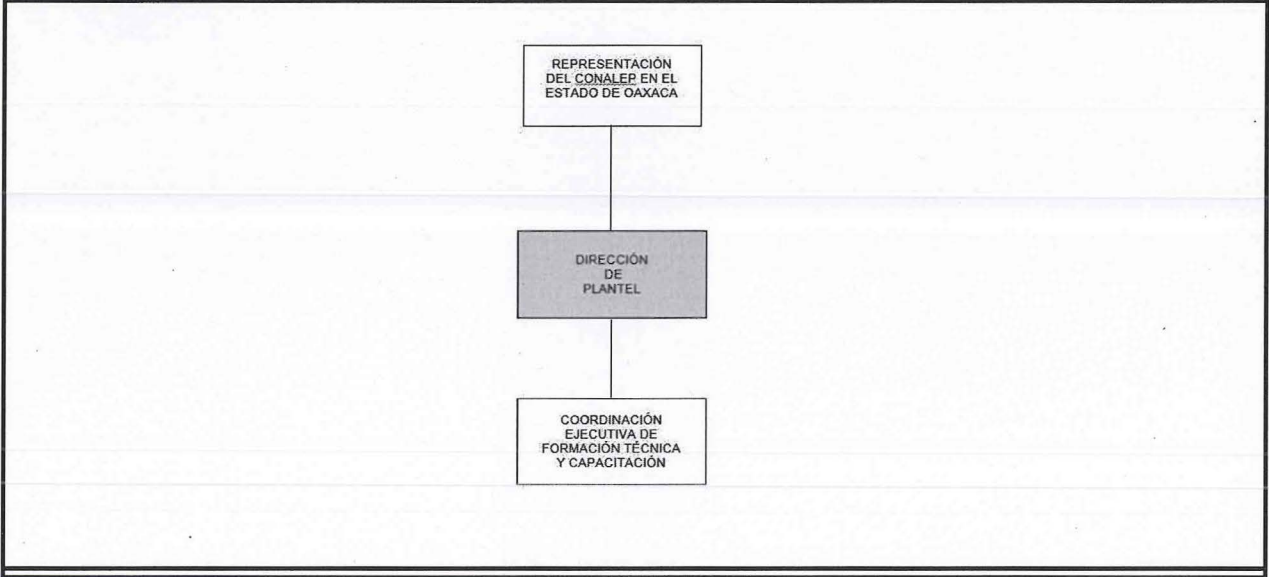 REPRESENTACIÓN
DEL CONALEP EN EL
ESTADO DE OAXACA
DIRECCIÓN
DE
PLANTEL
COORDINACIÓN
EJECUTIVA DE
FORMACIÓN TÉCNICA
Y CAPACITACIÓN